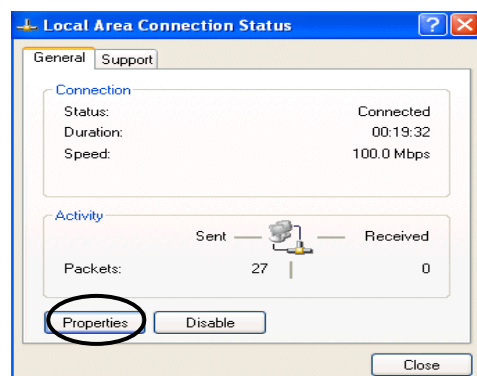 Local Area Connection Status
General Support
Connection
Status: Connected
Duration: 00:19:32
Speed: 100.0 Mbps
Activity
Sent Received
Packets: 27 0
Properties Disable
Close